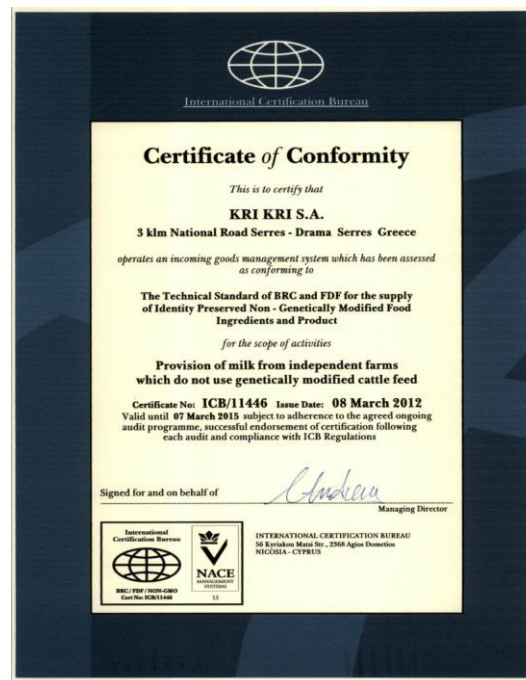 International Certification Bureau
Certificate of Conformity
This is to certify that
KRI KRI S.A.
3 klm National Road Serres - Drama Serres Greece
operates an incoming goods management system which has been assessed
as conforming to
The Technical Standard of BRC and FDF for the supply
of Identity Preserved Non - Genetically Modified Food
Ingredients and Product
for the scope of activities
Provision of milk from independent farms
which do not use genetically modified cattle feed
Certificate No: ICB/11446 Issue Date: 08 March 2012
Valid until 07 March 2015 subject to adherence to the agreed ongoing
audit programme, successful endorsement of certification following
each audit and compliance with ICB Regulations
Signed for and on behalf of
Managing Director
International
Certification Bureau
BRC / FDF / NON-GMO
Cert No: ICB/11446
NACE
MANAGEMENT
SYSTEMS
15
INTERNATIONAL CERTIFICATION BUREAU
56 Kyriakou Matsi Str., 2368 Agios Dometios
NICOSIA - CYPRUS